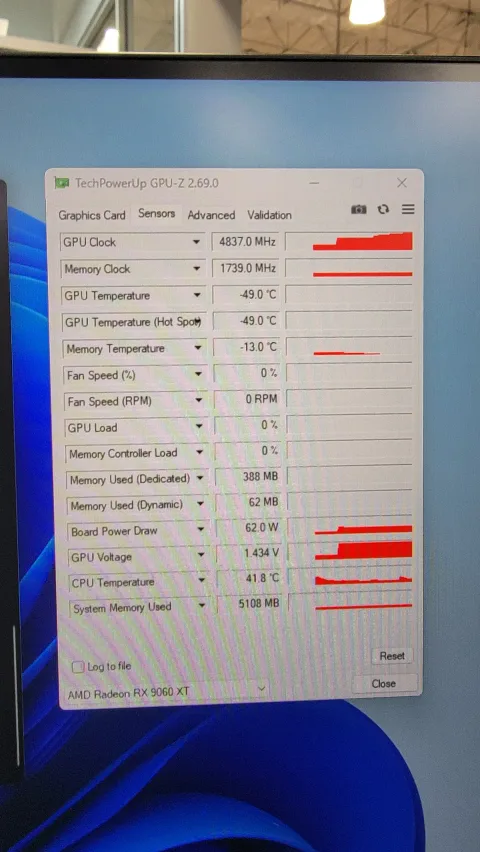 TechPowerUp GPU-Z 2.69.0
Graphics Card Sensors Advanced Validation
GPU Clock 4837.0 MHz
Memory Clock 1739.0 MHz
GPU Temperature -49.0 °C
GPU Temperature (Hot Spot) -49.0 °C
Memory Temperature -13.0 °C
Fan Speed (%) 0 %
Fan Speed (RPM) 0 RPM
GPU Load 0 %
Memory Controller Load 0 %
Memory Used (Dedicated) 388 MB
Memory Used (Dynamic) 62 MB
Board Power Draw 62.0 W
GPU Voltage 1.434 V
CPU Temperature 41.8 °C
System Memory Used 5108 MB
Log to file
Reset
AMD Radeon RX 9060 XT
Close